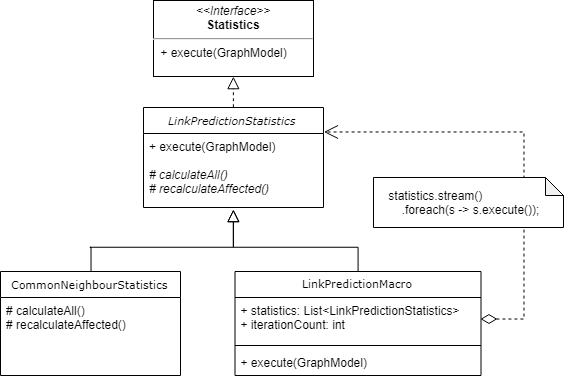 <<Interface>>
Statistics
+ execute(GraphModel)
LinkPredictionStatistics
+ execute(GraphModel)
# calculateAll()
# recalculateAffected()
statistics.stream()
.foreach(s -> s.execute());
CommonNeighbourStatistics
# calculateAll()
# recalculateAffected()
LinkPredictionMacro
+ statistics: List<LinkPredictionStatistics>
+ iterationCount: int
+ execute(GraphModel)